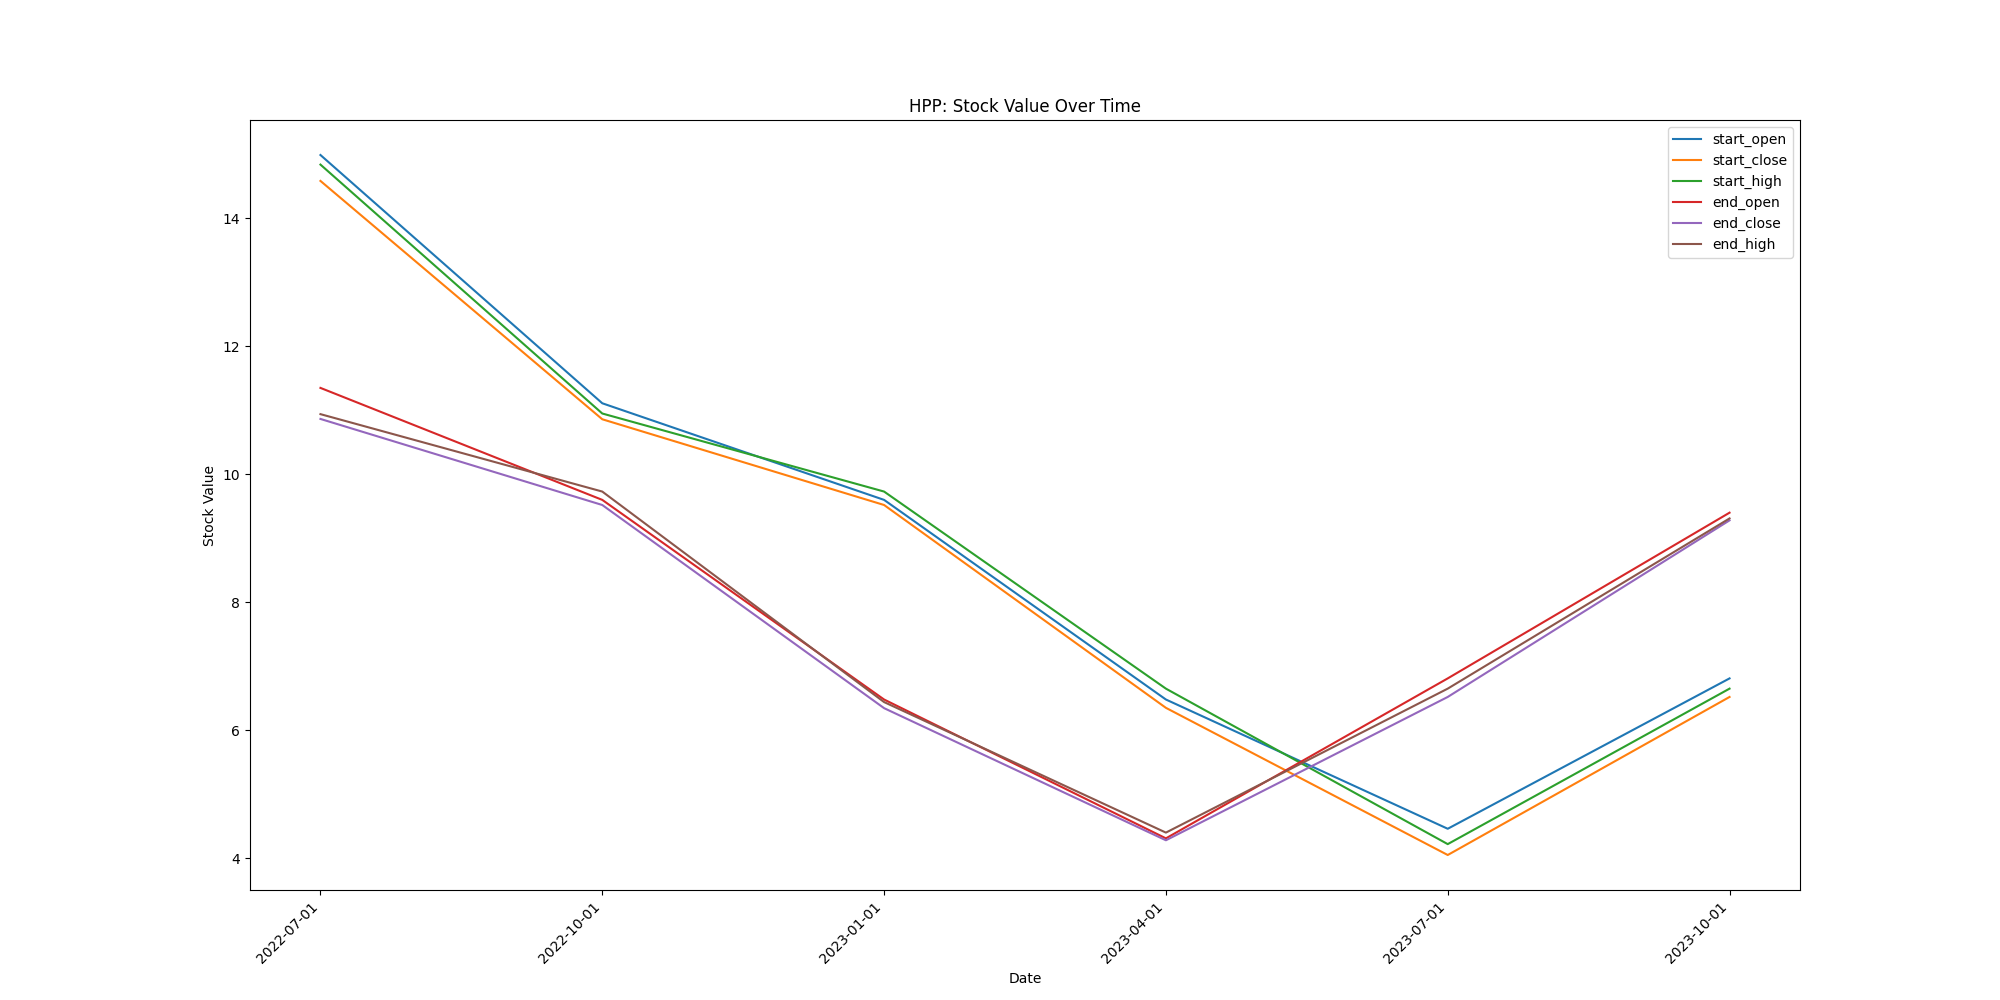 HPP: Stock Value Over Time
start_open
start_close
start_high
end_open
end_close
end_high
Stock Value
14
12
10
8
6
4
2022-07-01
2022-10-01
2023-01-01
2023-04-01
2023-07-01
2023-10-01
Date